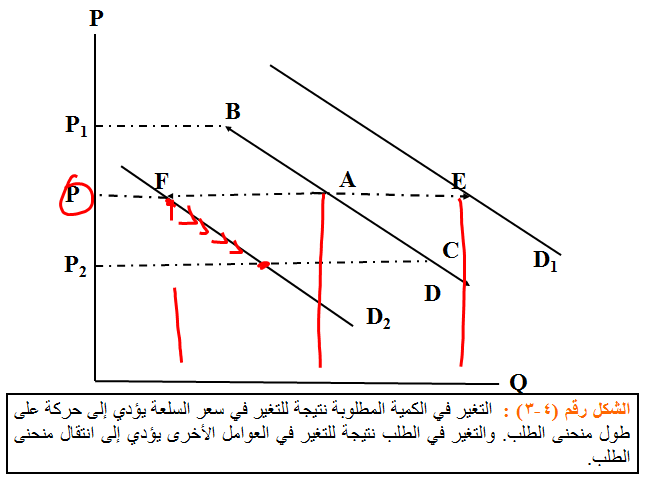 P
P1
B
P
F
A
E
P2
C
D
D1
D2
Q
الشكل رقم (٤-٣) : التغير في الكمية المطلوبة نتيجة للتغير في سعر السلعة يؤدي إلى حركة على
طول منحنى الطلب. والتغير في الطلب نتيجة للتغير في العوامل الأخرى يؤدي إلى انتقال منحنى
الطلب.